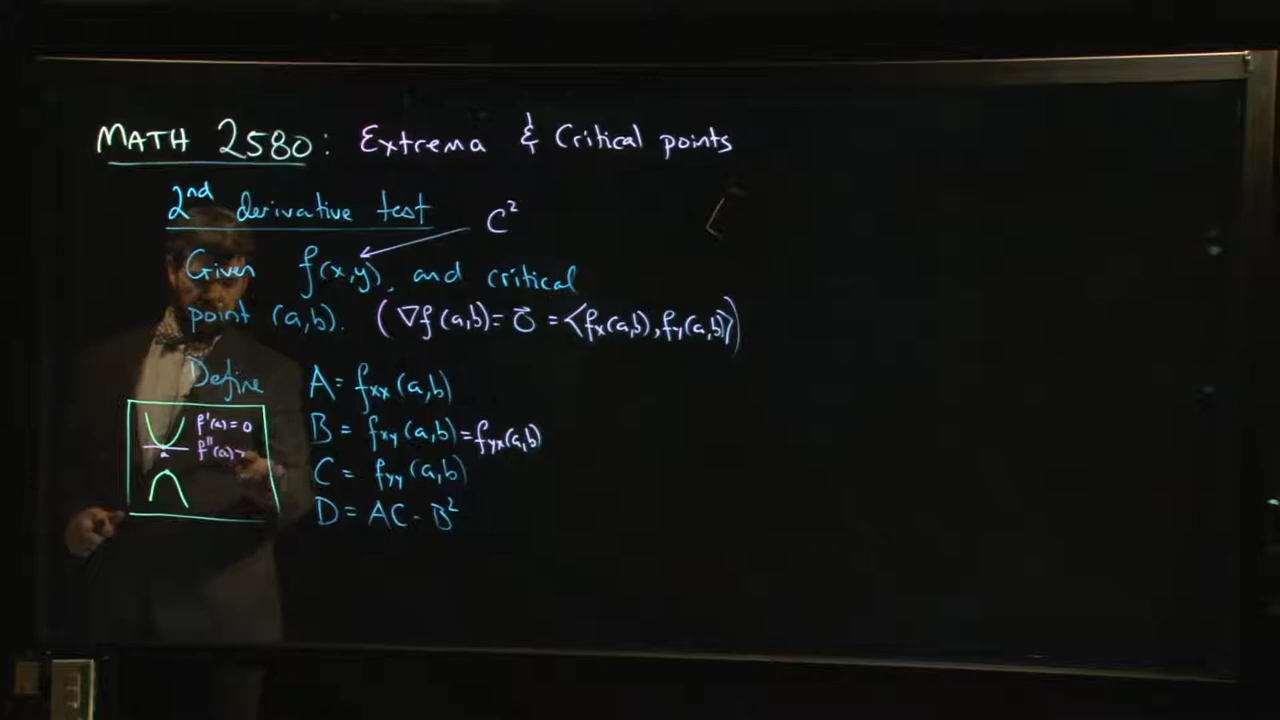 MATH 2580: Extrema & Critical points
2nd derivative test
C²
Given f(x,y), and critical
point (a,b). (∇f(a,b)=0⃗ =⟨fx(a,b), fy(a,b)⟩)
Define A = fxx(a,b)
B = fxy(a,b) = fyx(a,b)
C = fyy(a,b)
D = AC - B²
f'(a) = 0
f''(a) >
a